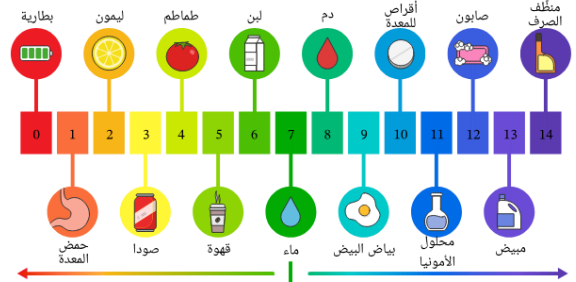 بطارية
ليمون
طماطم
لبن
دم
أقراص
للمعدة
صابون
منظّف
الصرف
0 1 2 3 4 5 6 7 8 9 10 11 12 13 14
حمض
المعدة
صودا
قهوة
ماء
بياض البيض
محلول
الأمونيا
مبيض